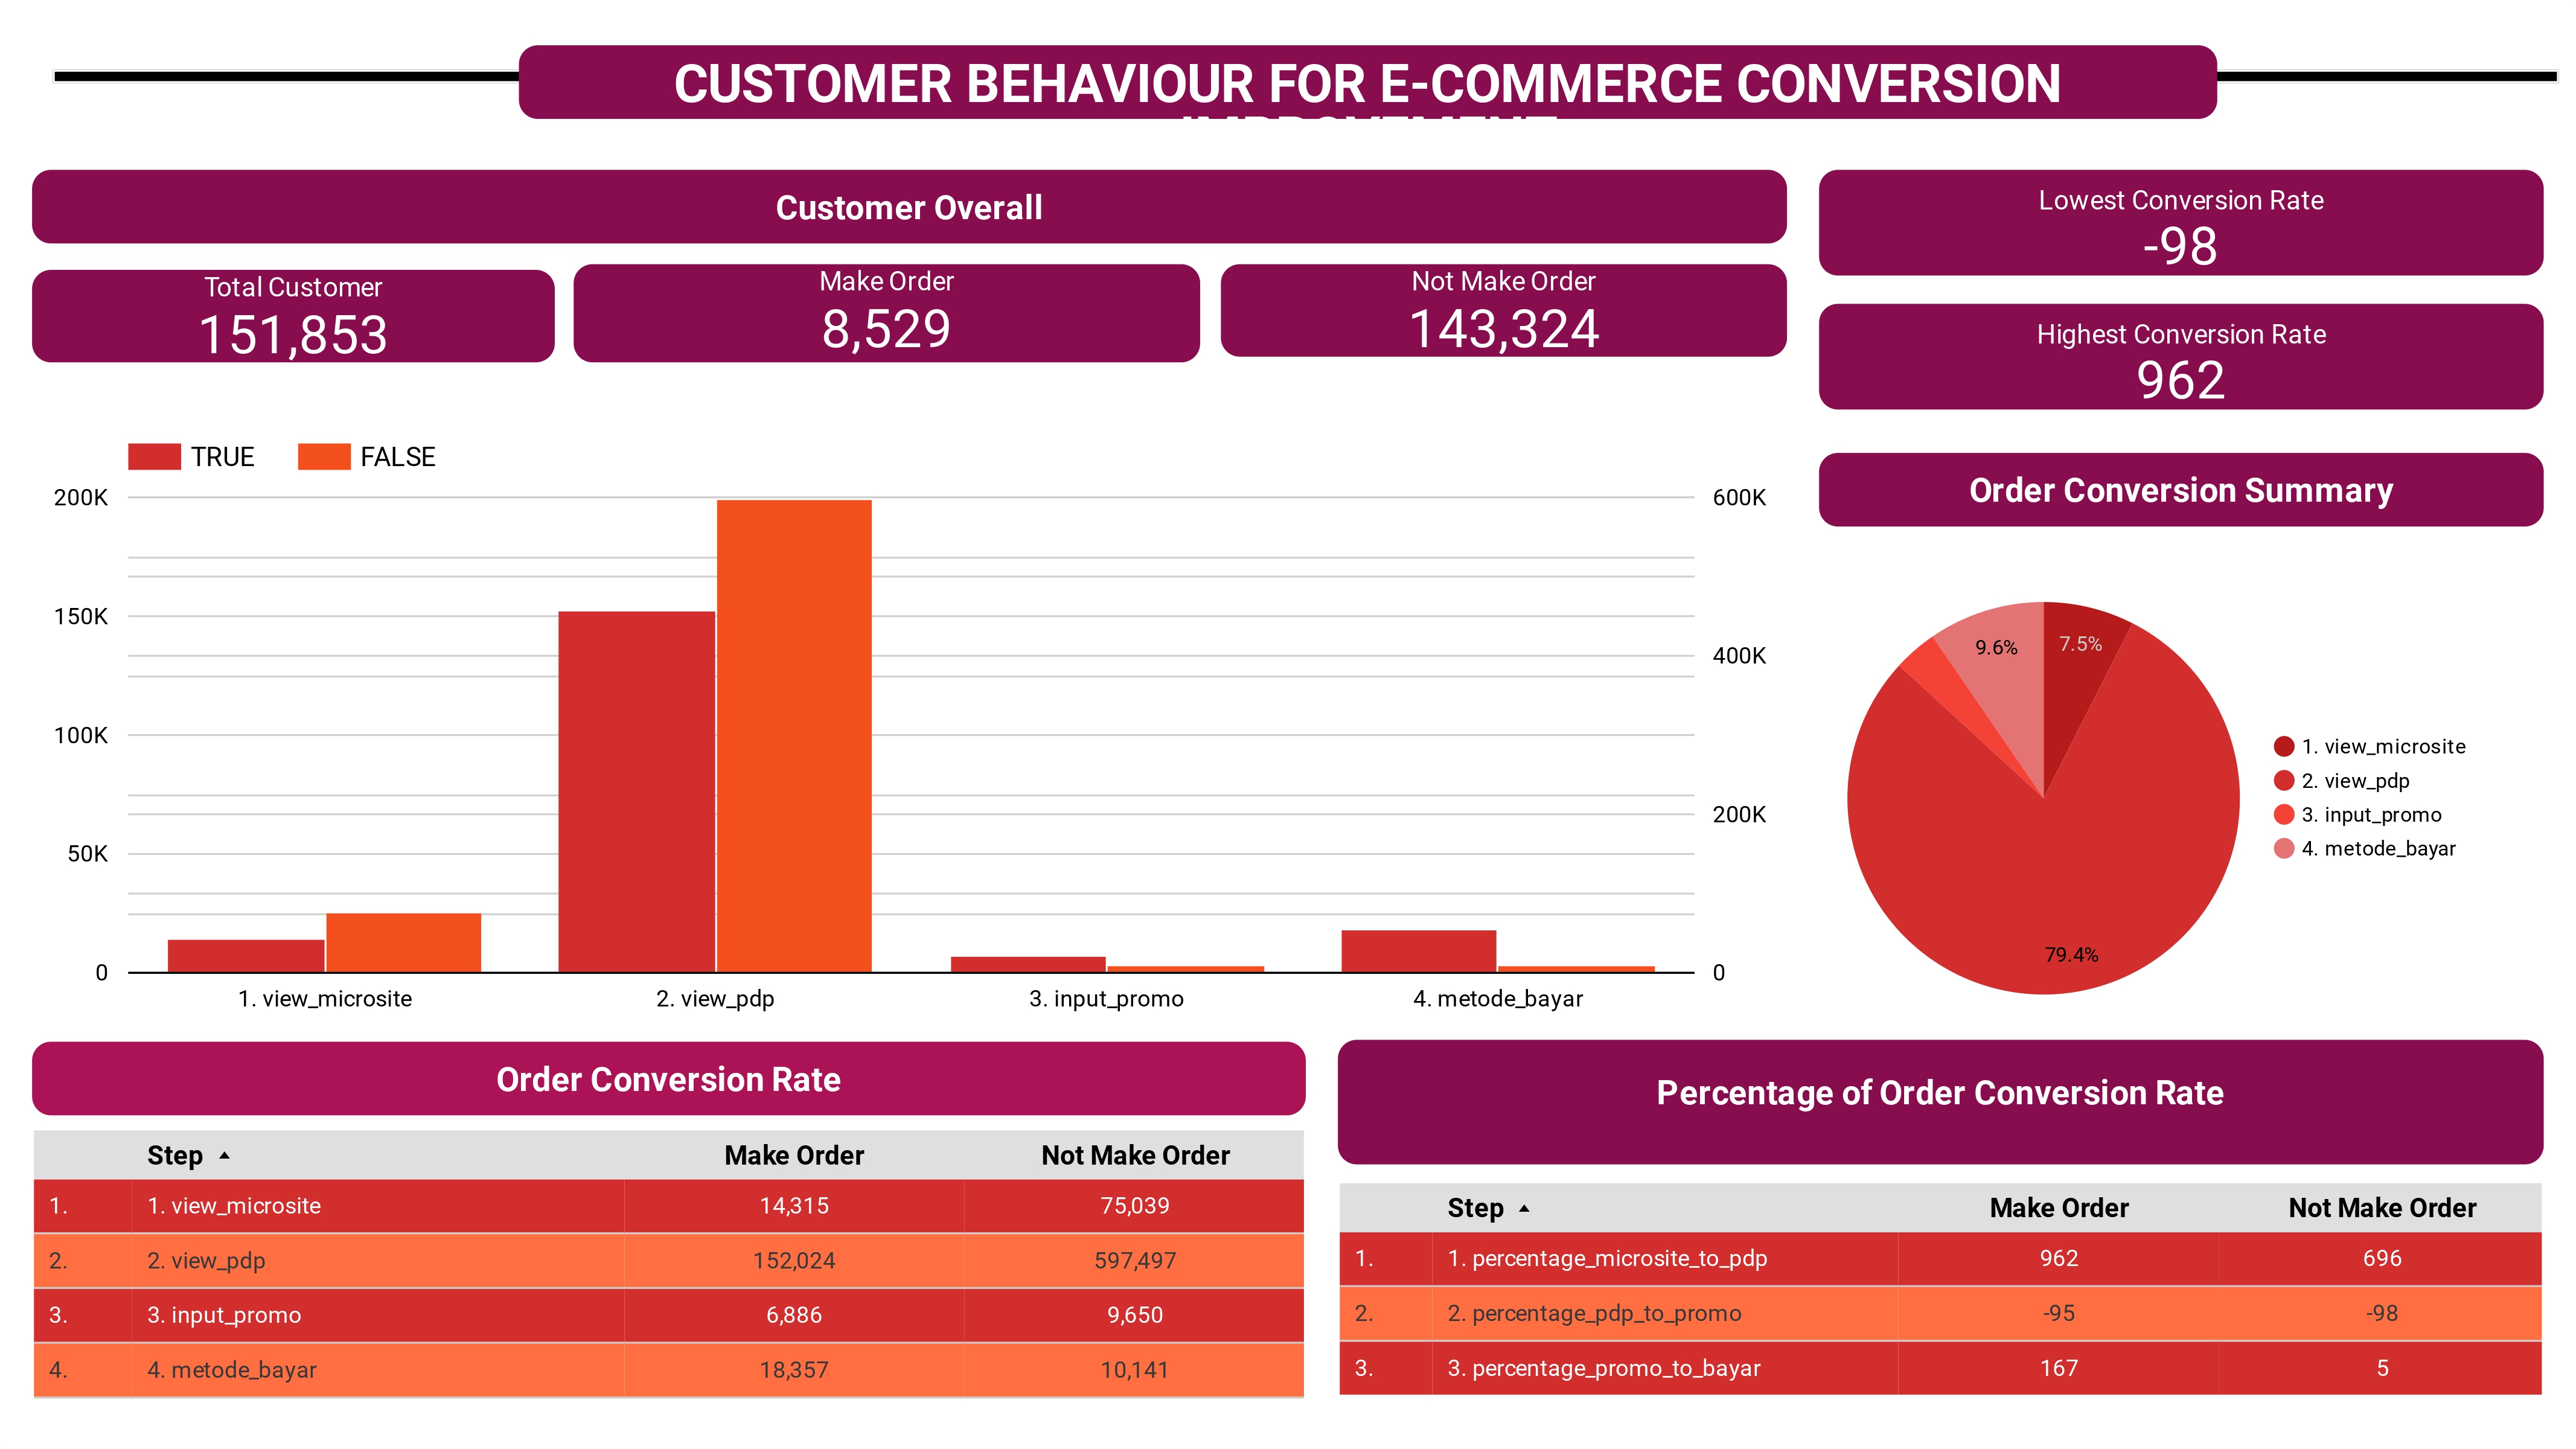 CUSTOMER BEHAVIOUR FOR E-COMMERCE CONVERSION
Customer Overall
Total Customer
151,853
Make Order
8,529
Not Make Order
143,324
Lowest Conversion Rate
-98
Highest Conversion Rate
962
TRUE FALSE
200K
150K
100K
50K
0
600K
400K
200K
0
1. view_microsite
2. view_pdp
3. input_promo
4. metode_bayar
Order Conversion Summary
9.6%
7.5%
79.4%
1. view_microsite
2. view_pdp
3. input_promo
4. metode_bayar
Order Conversion Rate
Step Make Order Not Make Order
1. 1. view_microsite 14,315 75,039
2. 2. view_pdp 152,024 597,497
3. 3. input_promo 6,886 9,650
4. 4. metode_bayar 18,357 10,141
Percentage of Order Conversion Rate
Step Make Order Not Make Order
1. 1. percentage_microsite_to_pdp 962 696
2. 2. percentage_pdp_to_promo -95 -98
3. 3. percentage_promo_to_bayar 167 5